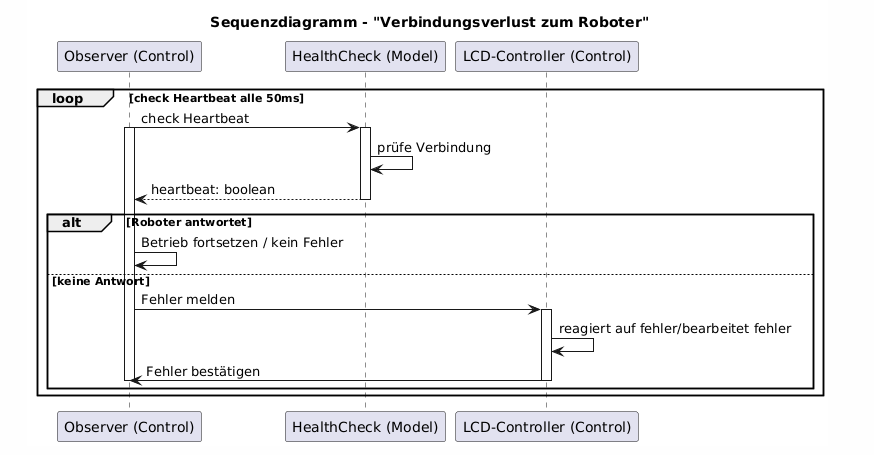 Sequenzdiagramm - "Verbindungsverlust zum Roboter"
Observer (Control)
HealthCheck (Model)
LCD-Controller (Control)
loop
[check Heartbeat alle 50ms]
check Heartbeat
prüfe Verbindung
heartbeat: boolean
alt
[Roboter antwortet]
Betrieb fortsetzen / kein Fehler
[keine Antwort]
Fehler melden
reagiert auf fehler/bearbeitet fehler
Fehler bestätigen
Observer (Control)
HealthCheck (Model)
LCD-Controller (Control)